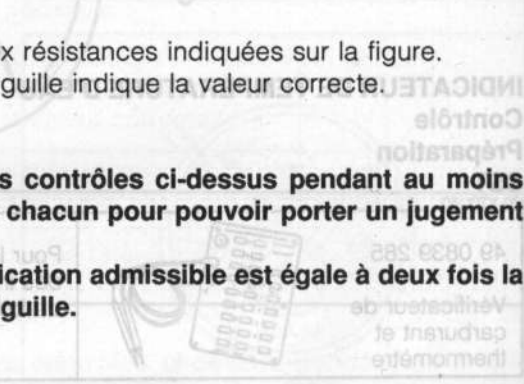 x résistances indiquées sur la figure.
guille indique la valeur correcte.
s contrôles ci-dessus pendant au moins
chacun pour pouvoir porter un jugement
ication admissible est égale à deux fois la
guille.
INDICATEUR DE
Contrôle
Préparation
49 0839 285
Pour
Vérificateur de
carburant et
thermomètre